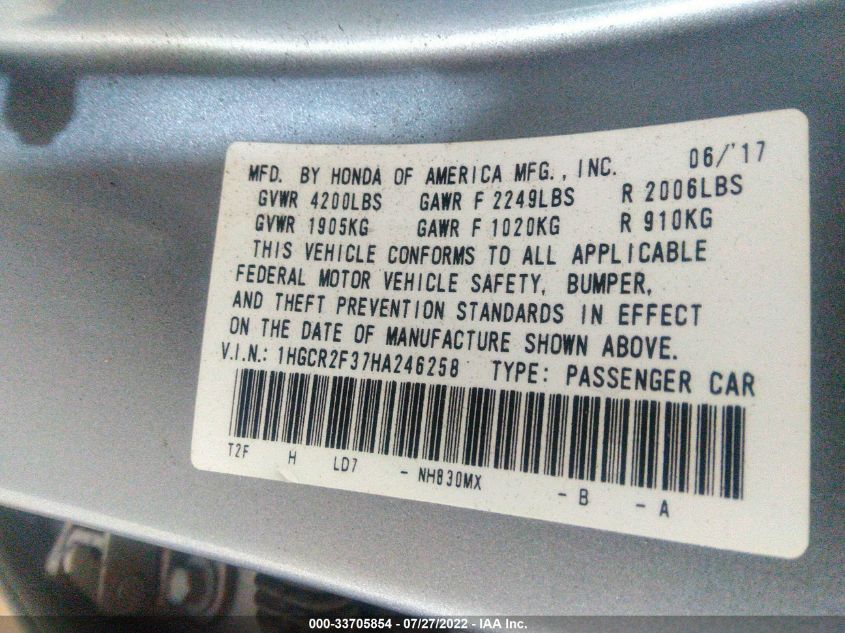 MFD. BY HONDA OF AMERICA MFG., INC. 06/'17
GVWR 4200LBS GAWR F 2249LBS R 2006LBS
GVWR 1905KG GAWR F 1020KG R 910KG
THIS VEHICLE CONFORMS TO ALL APPLICABLE
FEDERAL MOTOR VEHICLE SAFETY, BUMPER,
AND THEFT PREVENTION STANDARDS IN EFFECT
ON THE DATE OF MANUFACTURE SHOWN ABOVE.
V.I.N.: 1HGCR2F37HA246258 TYPE: PASSENGER CAR
T2F H LD7 - NH830MX - B - A
000-33705854 - 07/27/2022 - IAA Inc.